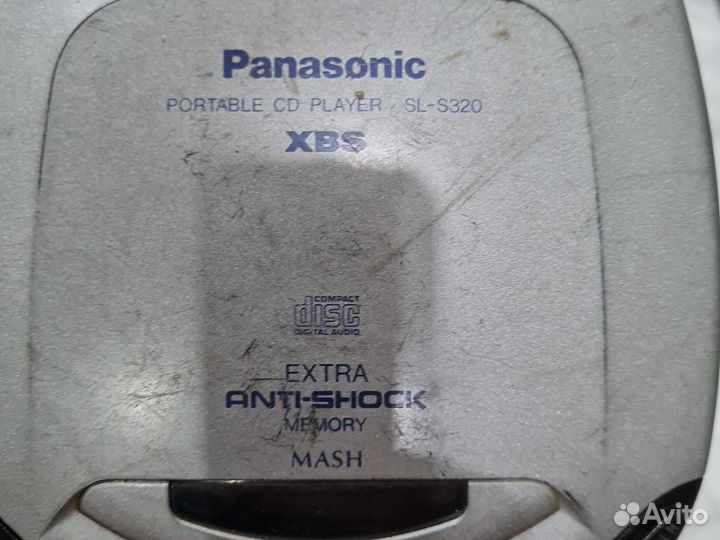 Panasonic
PORTABLE CD PLAYER SL-S320
XBS
COMPACT
disc
DIGITAL AUDIO
EXTRA
ANTI-SHOCK
MEMORY
MASH
Avito